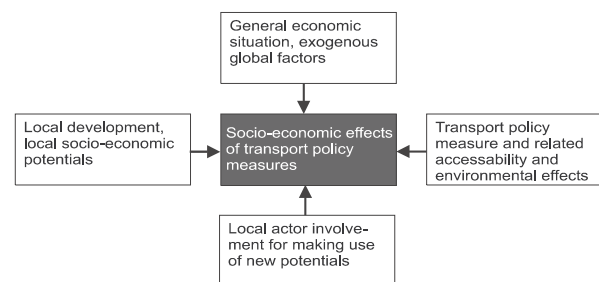 General economic
situation, exogenous
global factors
Local development,
local socio-economic
potentials
Socio-economic effects
of transport policy
measures
Transport policy
measure and related
accessability and
environmental effects
Local actor involve-
ment for making use
of new potentials